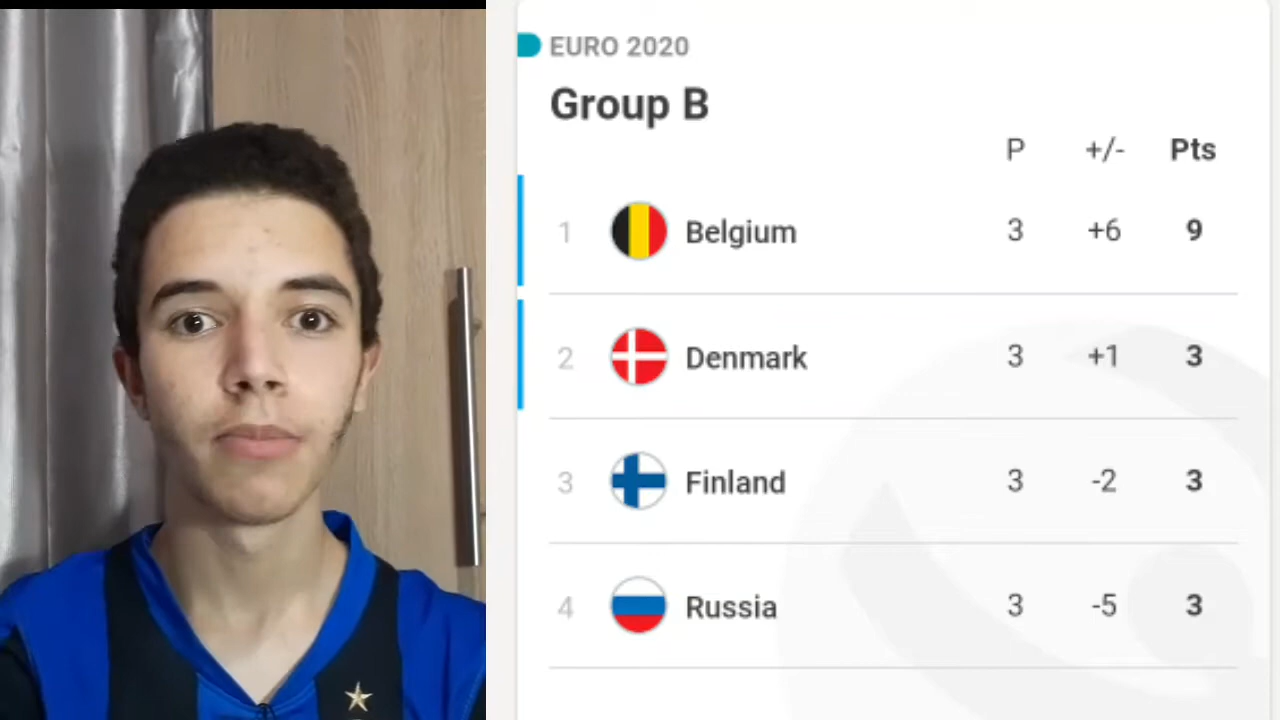 EURO 2020
Group B
P +/- Pts
1 Belgium 3 +6 9
2 Denmark 3 +1 3
3 Finland 3 -2 3
4 Russia 3 -5 3